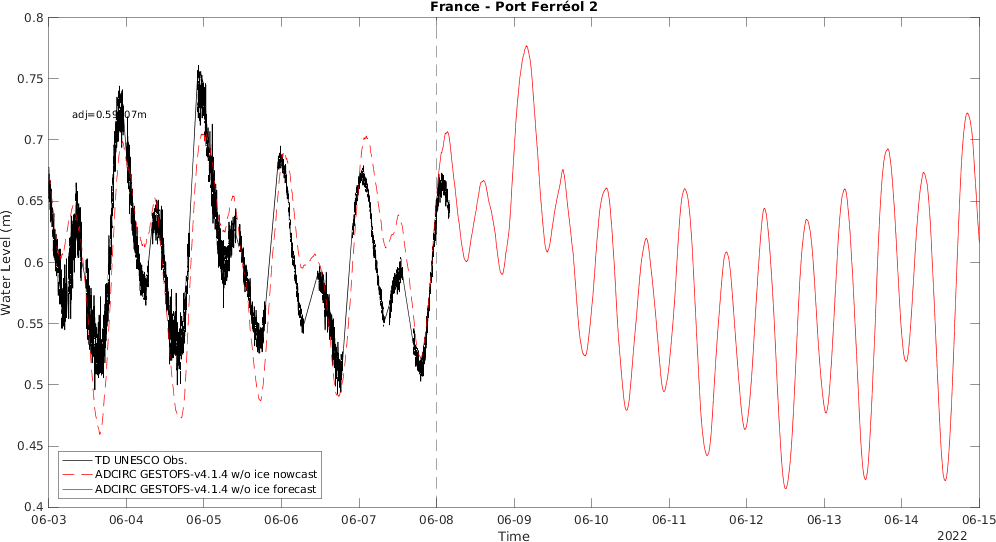 France - Port Ferréol 2
0.8
0.75
0.7
0.65
0.6
0.55
0.5
0.45
0.4
Water Level (m)
TD UNESCO Obs.
ADCIRC GESTOFS-v4.1.4 w/o ice nowcast
ADCIRC GESTOFS-v4.1.4 w/o ice forecast
06-03 06-04 06-05 06-06 06-07 06-08 06-09 06-10 06-11 06-12 06-13 06-14 06-15
Time
2022